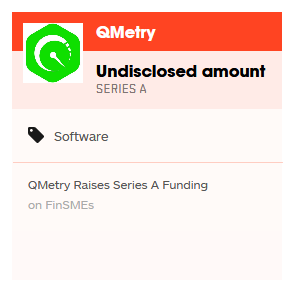 QMetry
Undisclosed amount
SERIES A
Software
QMetry Raises Series A Funding
on FinSMEs